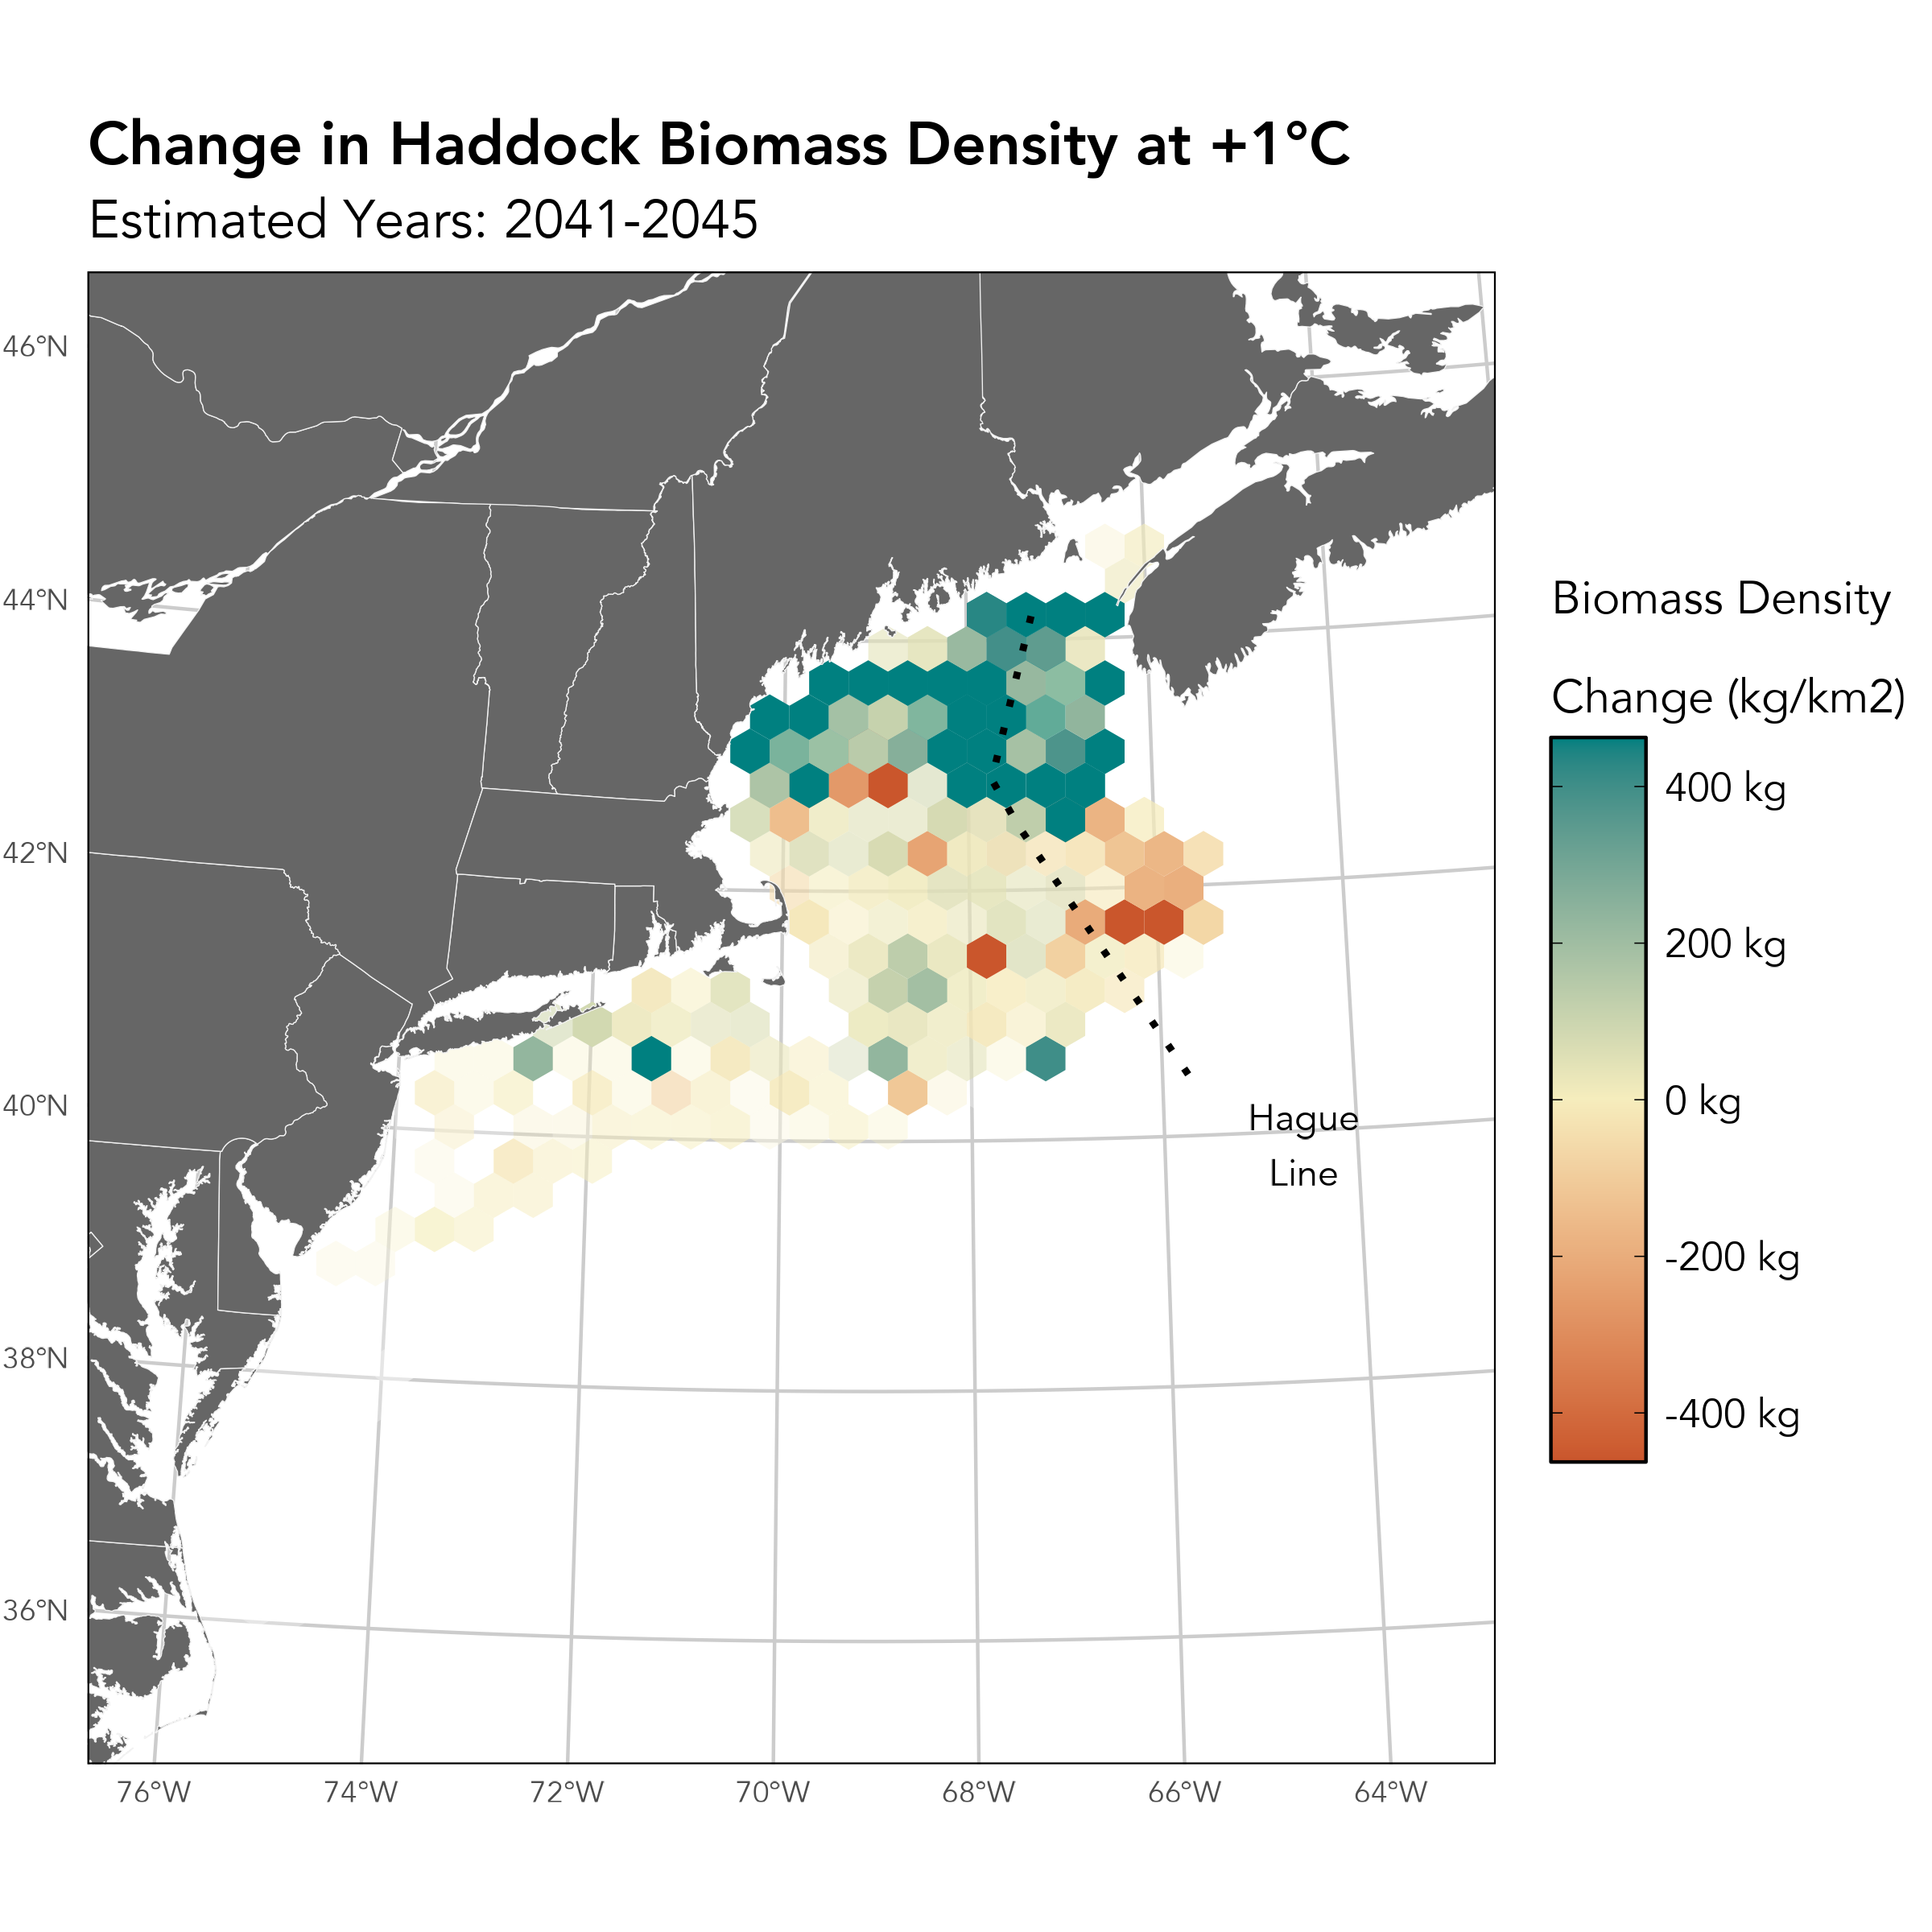 Change in Haddock Biomass Density at +1°C
Estimated Years: 2041-2045
46°N
44°N
42°N
40°N
38°N
36°N
76°W
74°W
72°W
70°W
68°W
66°W
64°W
Hague
Line
Biomass Density
Change (kg/km2)
400 kg
200 kg
0 kg
-200 kg
-400 kg